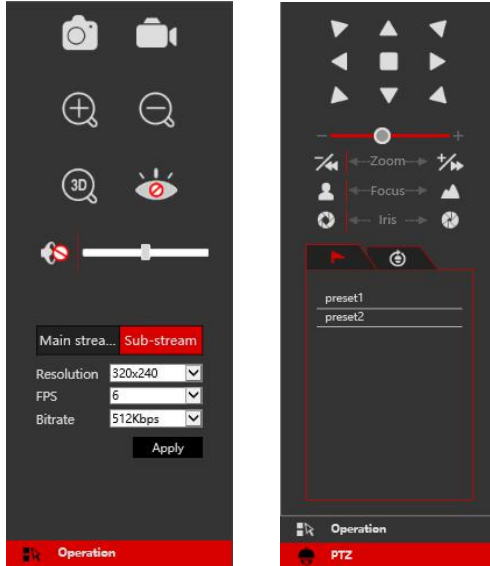 3D
Main strea... Sub-stream
Resolution 320x240
FPS 6
Bitrate 512Kbps
Apply
Operation
Zoom
Focus
Iris
preset1
preset2
Operation
PTZ